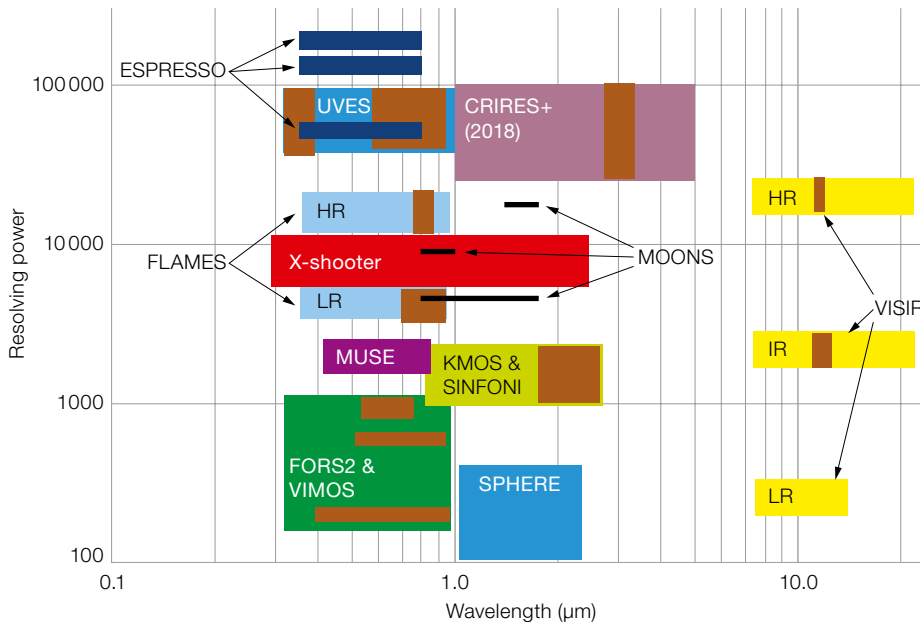 ESPRESSO
100 000
UVES
CRIRES+
(2018)
HR
HR
10 000
FLAMES
X-shooter
MOONS
LR
VISIR
MUSE
KMOS &
SINFONI
IR
1000
FORS2 &
VIMOS
SPHERE
LR
100
0.1
1.0
10.0
Resolving power
Wavelength (µm)